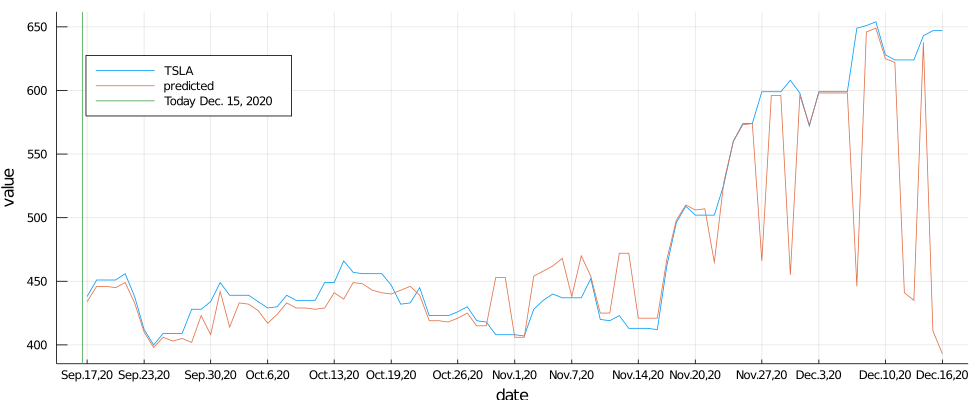 650
600
550
500
450
400
value
TSLA
predicted
Today Dec. 15, 2020
Sep.17,20 Sep.23,20 Sep.30,20 Oct.6,20 Oct.13,20 Oct.19,20 Oct.26,20 Nov.1,20 Nov.7,20 Nov.14,20 Nov.20,20 Nov.27,20 Dec.3,20 Dec.10,20 Dec.16,20
date